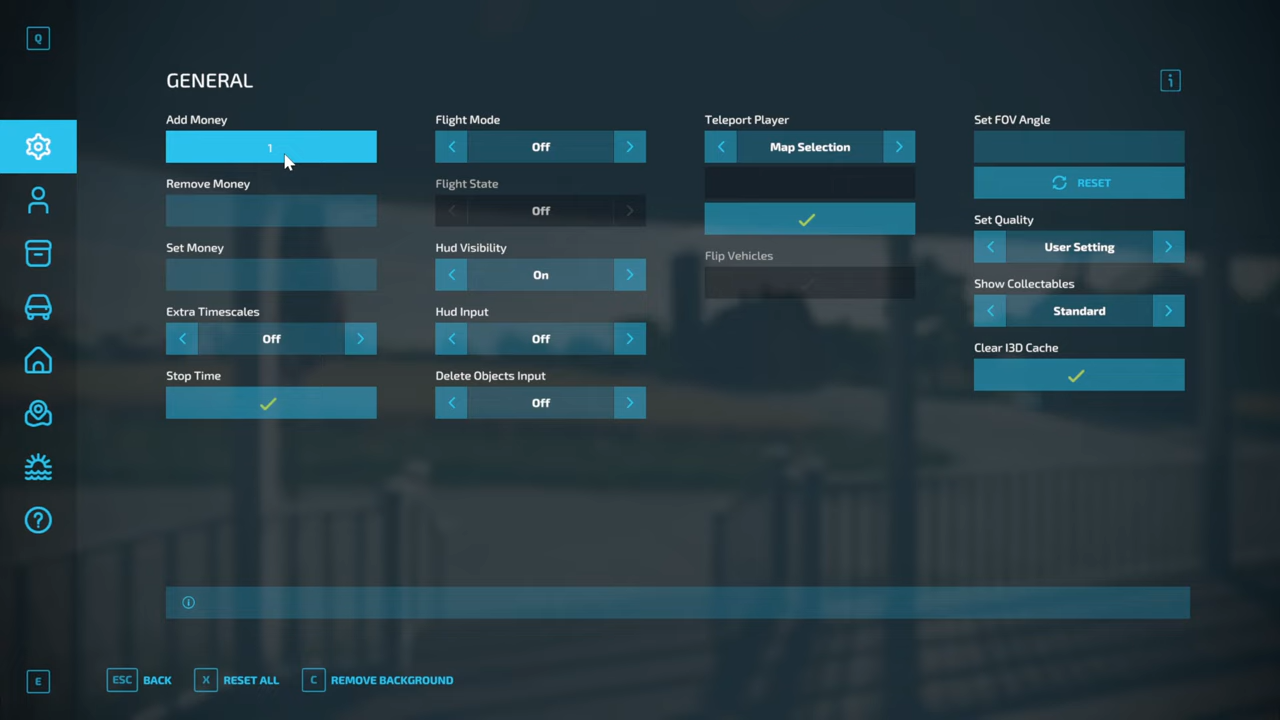 Q
GENERAL
i
Add Money
1
Remove Money
Set Money
Extra Timescales
Off
Stop Time
Flight Mode
Off
Flight State
Off
Hud Visibility
On
Hud Input
Off
Delete Objects Input
Off
Teleport Player
Map Selection
Flip Vehicles
Set FOV Angle
RESET
Set Quality
User Setting
Show Collectables
Standard
Clear I3D Cache
E
ESC BACK X RESET ALL C REMOVE BACKGROUND